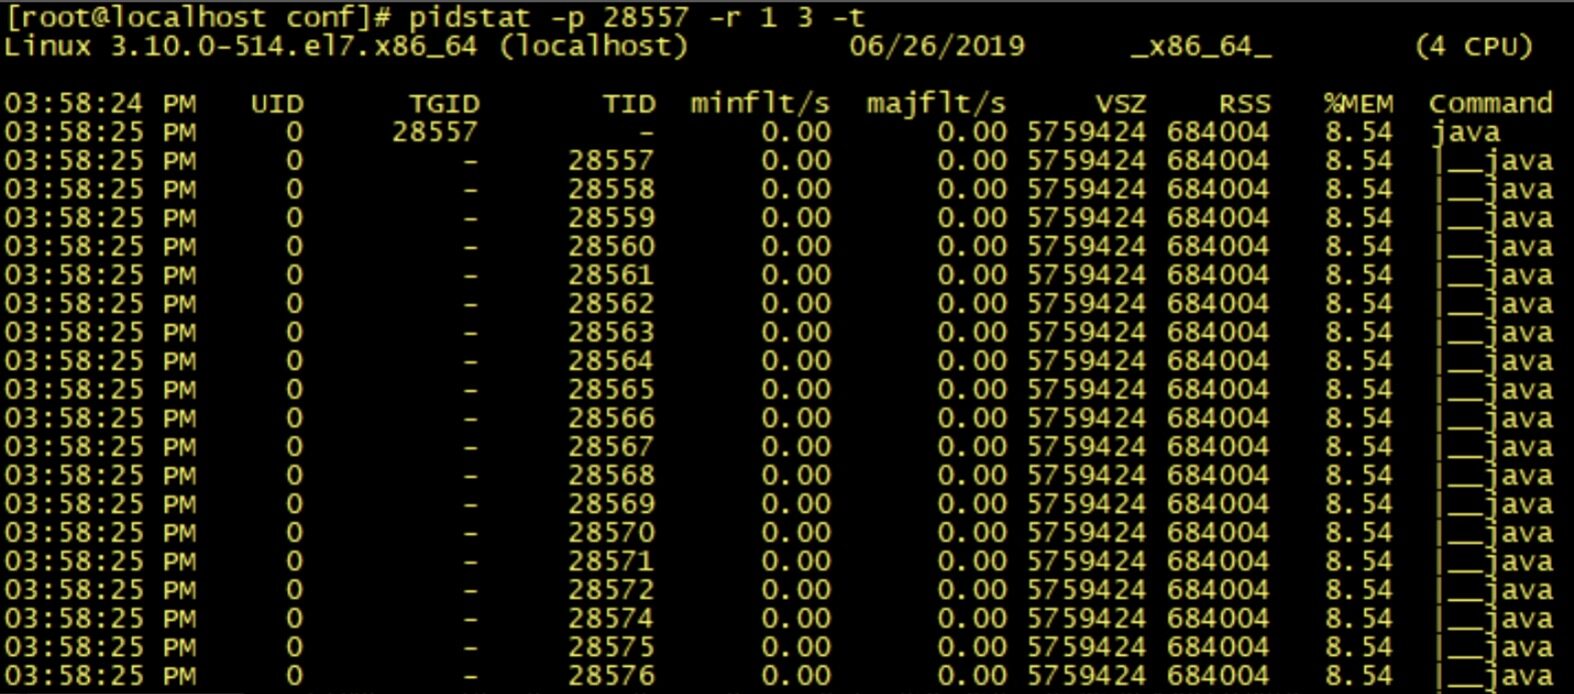 [root@localhost conf]# pidstat -p 28557 -r 1 3 -t
Linux 3.10.0-514.el7.x86_64 (localhost) 06/26/2019 _x86_64_ (4 CPU)
03:58:24 PM UID TGID TID minflt/s majflt/s VSZ RSS %MEM Command
03:58:25 PM 0 28557 - 0.00 0.00 5759424 684004 8.54 java
03:58:25 PM 0 - 28557 0.00 0.00 5759424 684004 8.54 |__java
03:58:25 PM 0 - 28558 0.00 0.00 5759424 684004 8.54 |__java
03:58:25 PM 0 - 28559 0.00 0.00 5759424 684004 8.54 |__java
03:58:25 PM 0 - 28560 0.00 0.00 5759424 684004 8.54 |__java
03:58:25 PM 0 - 28561 0.00 0.00 5759424 684004 8.54 |__java
03:58:25 PM 0 - 28562 0.00 0.00 5759424 684004 8.54 |__java
03:58:25 PM 0 - 28563 0.00 0.00 5759424 684004 8.54 |__java
03:58:25 PM 0 - 28564 0.00 0.00 5759424 684004 8.54 |__java
03:58:25 PM 0 - 28565 0.00 0.00 5759424 684004 8.54 |__java
03:58:25 PM 0 - 28566 0.00 0.00 5759424 684004 8.54 |__java
03:58:25 PM 0 - 28567 0.00 0.00 5759424 684004 8.54 |__java
03:58:25 PM 0 - 28568 0.00 0.00 5759424 684004 8.54 |__java
03:58:25 PM 0 - 28569 0.00 0.00 5759424 684004 8.54 |__java
03:58:25 PM 0 - 28570 0.00 0.00 5759424 684004 8.54 |__java
03:58:25 PM 0 - 28571 0.00 0.00 5759424 684004 8.54 |__java
03:58:25 PM 0 - 28572 0.00 0.00 5759424 684004 8.54 |__java
03:58:25 PM 0 - 28574 0.00 0.00 5759424 684004 8.54 |__java
03:58:25 PM 0 - 28575 0.00 0.00 5759424 684004 8.54 |__java
03:58:25 PM 0 - 28576 0.00 0.00 5759424 684004 8.54 |__java